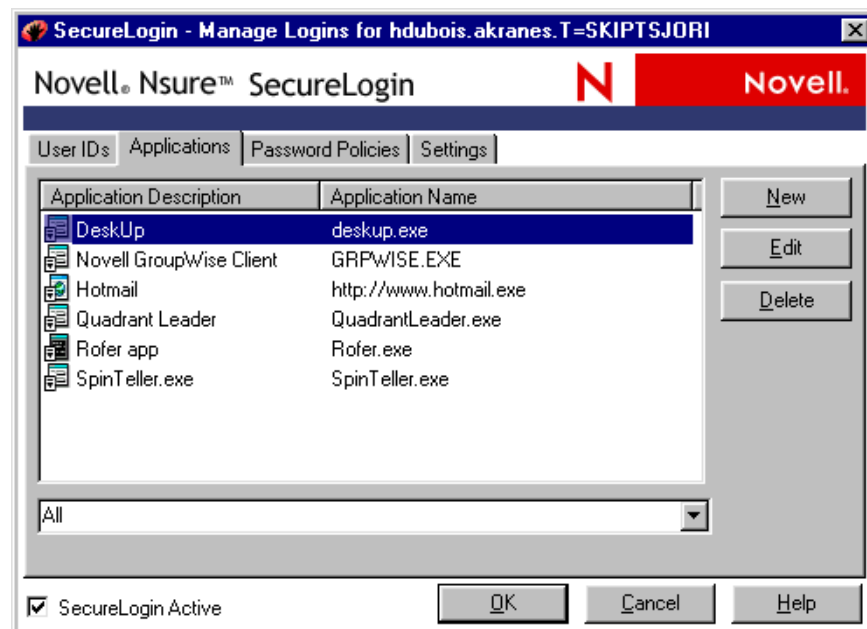 SecureLogin - Manage Logins for hdubois.akranes.T=SKIPTSJORI
Novell® Nsure™ SecureLogin
N Novell®
User IDs Applications Password Policies Settings
Application Description Application Name
DeskUp deskup.exe
Novell GroupWise Client GRPWISE.EXE
Hotmail http://www.hotmail.exe
Quadrant Leader QuadrantLeader.exe
Rofer app Rofer.exe
SpinTeller.exe SpinTeller.exe
New
Edit
Delete
All
SecureLogin Active
OK Cancel Help